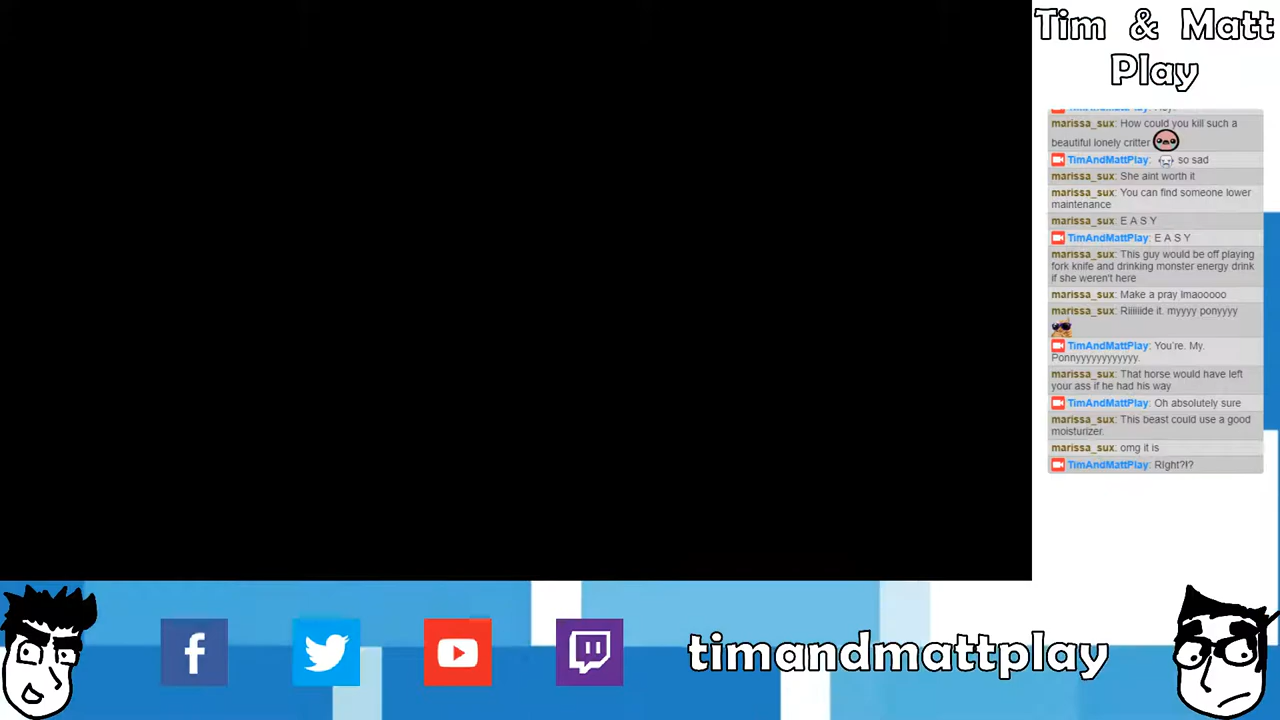 Tim & Matt
Play
marissa_sux: How could you kill such a
beautiful lonely critter
TimAndMattPlay: so sad
marissa_sux: She aint worth it
marissa_sux: You can find someone lower
maintenance
marissa_sux: E A S Y
TimAndMattPlay: E A S Y
marissa_sux: This guy would be off playing
fork knife and drinking monster energy drink
if she weren't here
marissa_sux: Make a pray lmaooooo
marissa_sux: Riiiiiide it. myyyy ponyyyy
TimAndMattPlay: You're. My.
Ponnyyyyyyyyyyyy.
marissa_sux: That horse would have left
your ass if he had his way
TimAndMattPlay: Oh absolutely sure
marissa_sux: This beast could use a good
moisturizer.
marissa_sux: omg it is
TimAndMattPlay: RIght?!?
timandmattplay